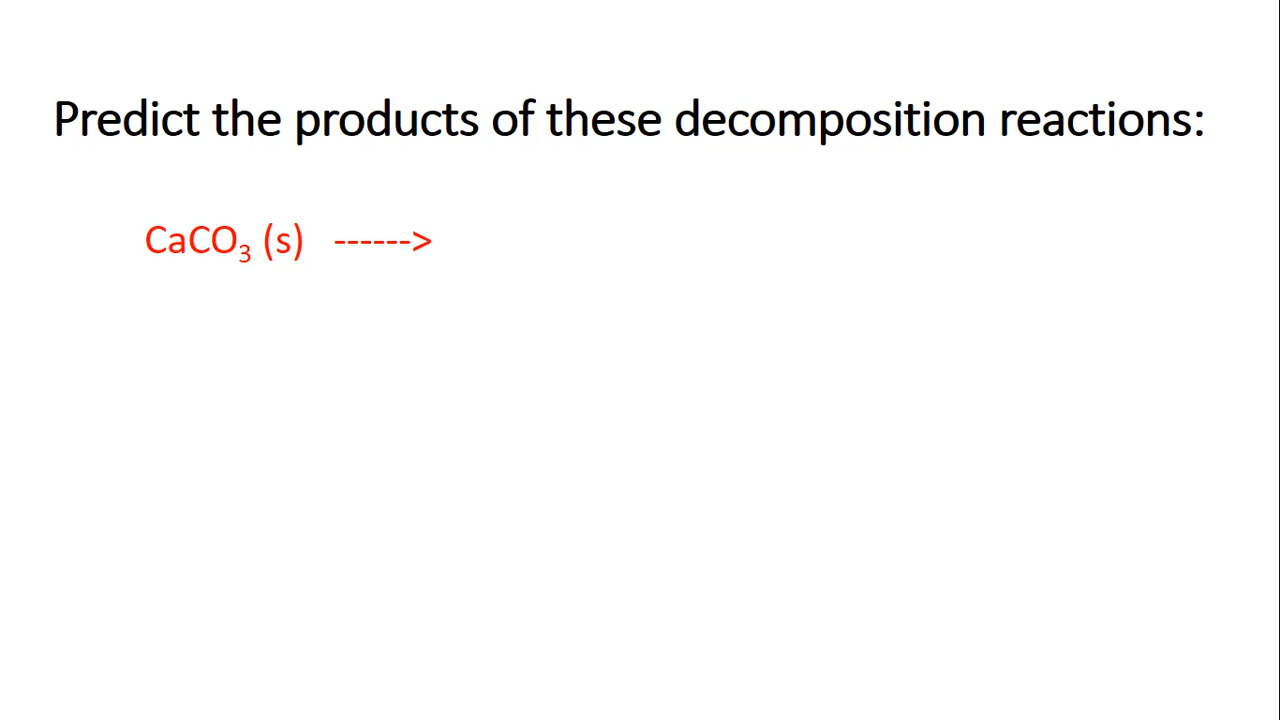 Predict the products of these decomposition reactions:
CaCO₃ (s) ------>